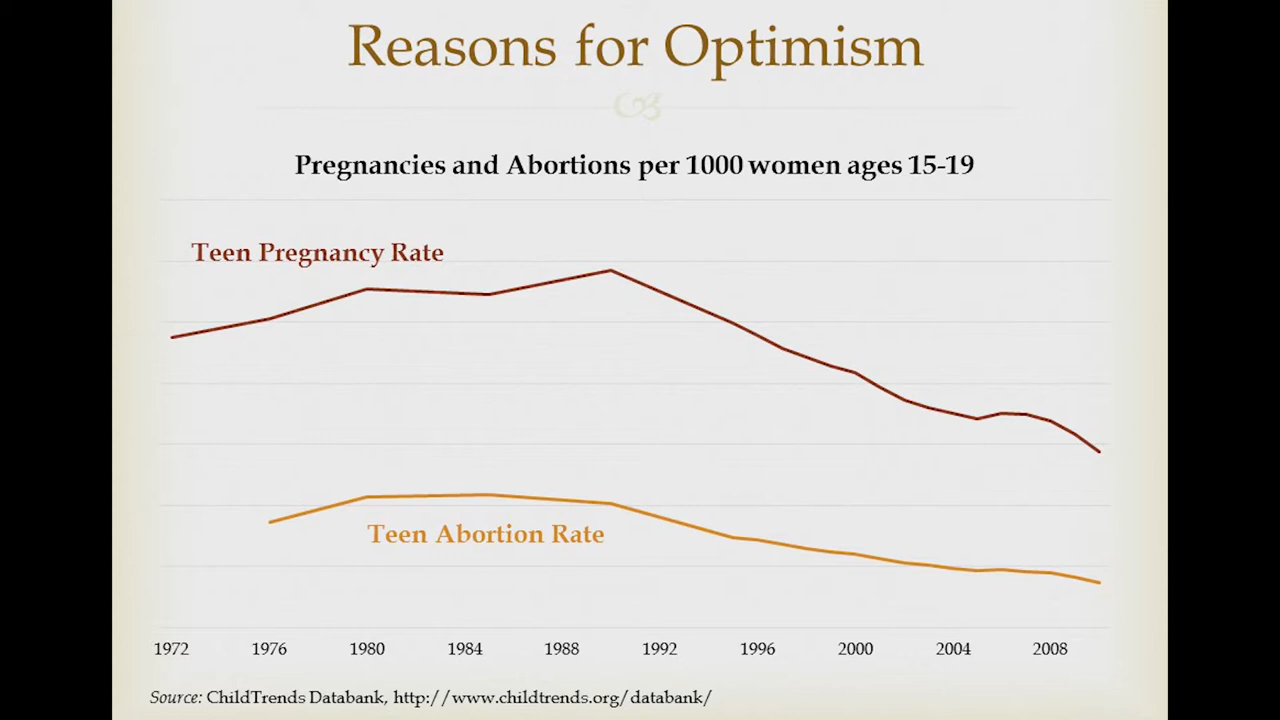 Reasons for Optimism
Pregnancies and Abortions per 1000 women ages 15-19
Teen Pregnancy Rate
Teen Abortion Rate
1972 1976 1980 1984 1988 1992 1996 2000 2004 2008
Source: ChildTrends Databank, http://www.childtrends.org/databank/